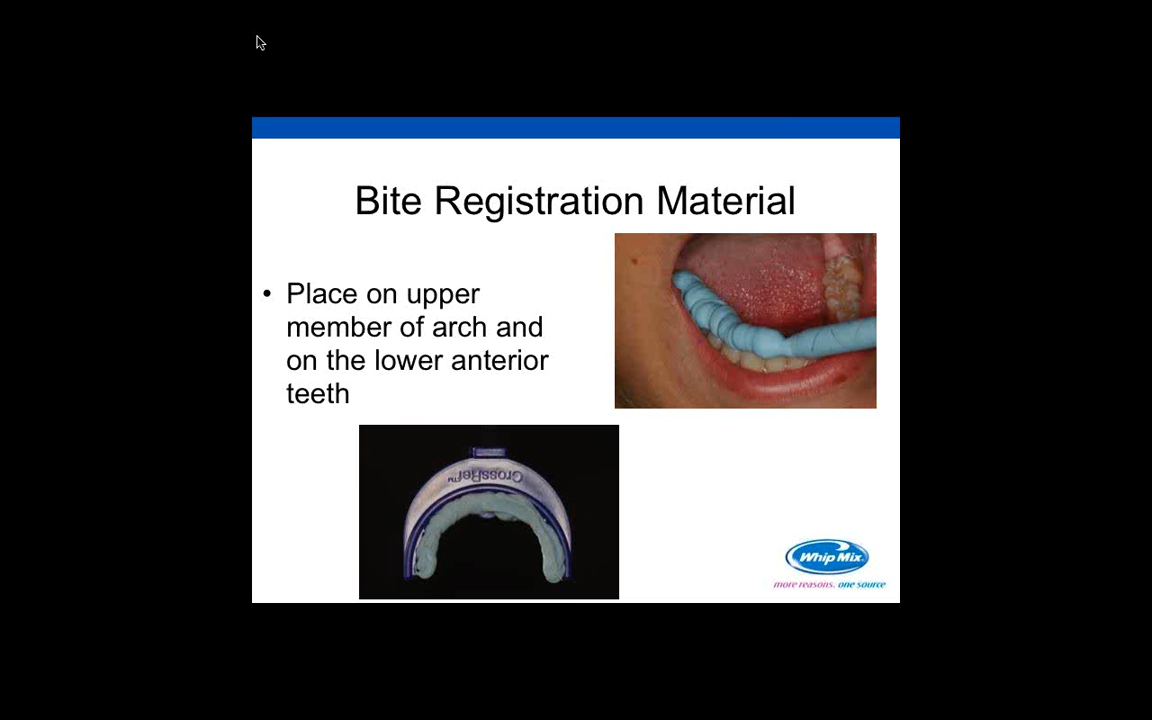 Bite Registration Material
• Place on upper
member of arch and
on the lower anterior
teeth
CrossBite™
Whip Mix
more reasons. one source